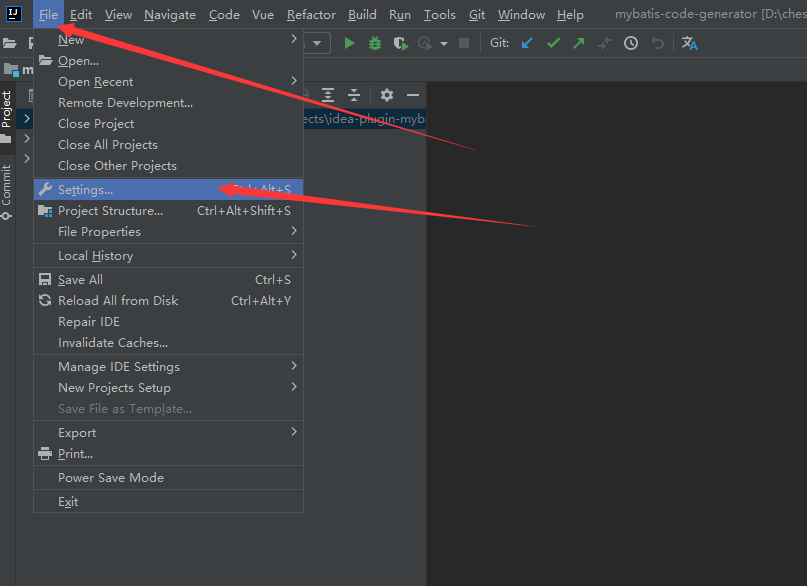 IJ File Edit View Navigate Code Vue Refactor Build Run Tools Git Window Help mybatis-code-generator [D:\ches
New
Git:
Open...
m
Open Recent
Remote Development...
Project
Close Project
ects\idea-plugin-myb
Close All Projects
Close Other Projects
Commit
Settings... Ctrl+Alt+S
Project Structure... Ctrl+Alt+Shift+S
File Properties
Local History
Save All Ctrl+S
Reload All from Disk Ctrl+Alt+Y
Repair IDE
Invalidate Caches...
Manage IDE Settings
New Projects Setup
Save File as Template...
Export
Print...
Power Save Mode
Exit